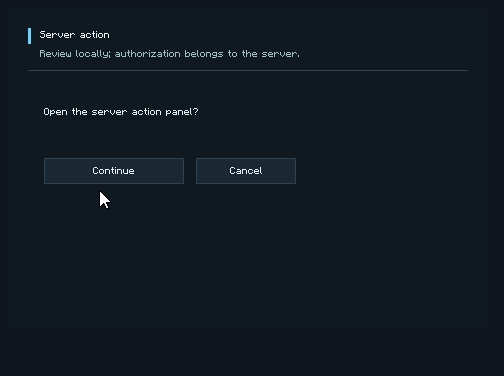 Server action
Review locally; authorization belongs to the server.
Open the server action panel?
Continue
Cancel